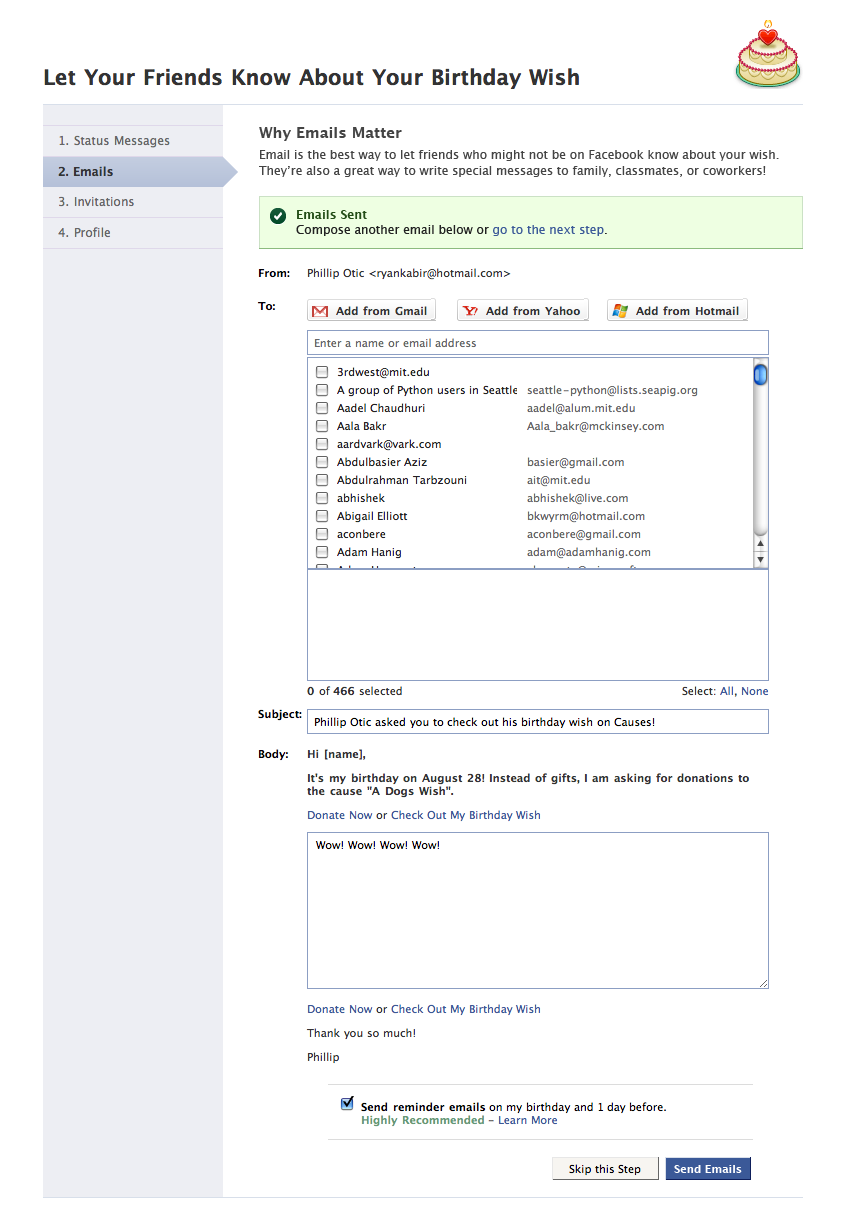 Let Your Friends Know About Your Birthday Wish
1. Status Messages
2. Emails
3. Invitations
4. Profile
Why Emails Matter
Email is the best way to let friends who might not be on Facebook know about your wish.
They're also a great way to write special messages to family, classmates, or coworkers!
Emails Sent
Compose another email below or go to the next step.
From: Phillip Otic <ryankabir@hotmail.com>
To: Add from Gmail Add from Yahoo Add from Hotmail
Enter a name or email address
3rdwest@mit.edu
A group of Python users in Seattle seattle-python@lists.seapig.org
Aadel Chaudhuri aadel@alum.mit.edu
Aala Bakr Aala_bakr@mckinsey.com
aardvark@vark.com
Abdulbasier Aziz basier@gmail.com
Abdulrahman Tarbzouni ait@mit.edu
abhishek abhishek@live.com
Abigail Elliott bkwyrm@hotmail.com
aconbere aconbere@gmail.com
Adam Hanig adam@adamhanig.com
0 of 466 selected Select: All, None
Subject: Phillip Otic asked you to check out his birthday wish on Causes!
Body: Hi [name],
It's my birthday on August 28! Instead of gifts, I am asking for donations to
the cause "A Dogs Wish".
Donate Now or Check Out My Birthday Wish
Wow! Wow! Wow! Wow!
Donate Now or Check Out My Birthday Wish
Thank you so much!
Phillip
Send reminder emails on my birthday and 1 day before.
Highly Recommended - Learn More
Skip this Step Send Emails